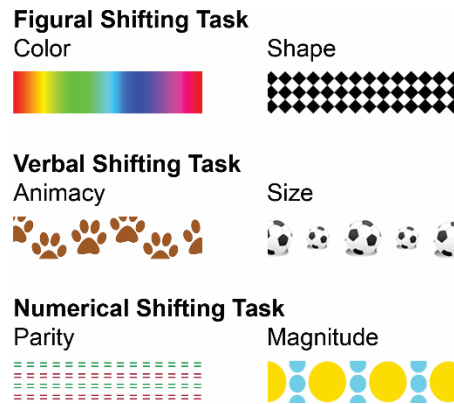 Figural Shifting Task
Color Shape
Verbal Shifting Task
Animacy Size
Numerical Shifting Task
Parity Magnitude